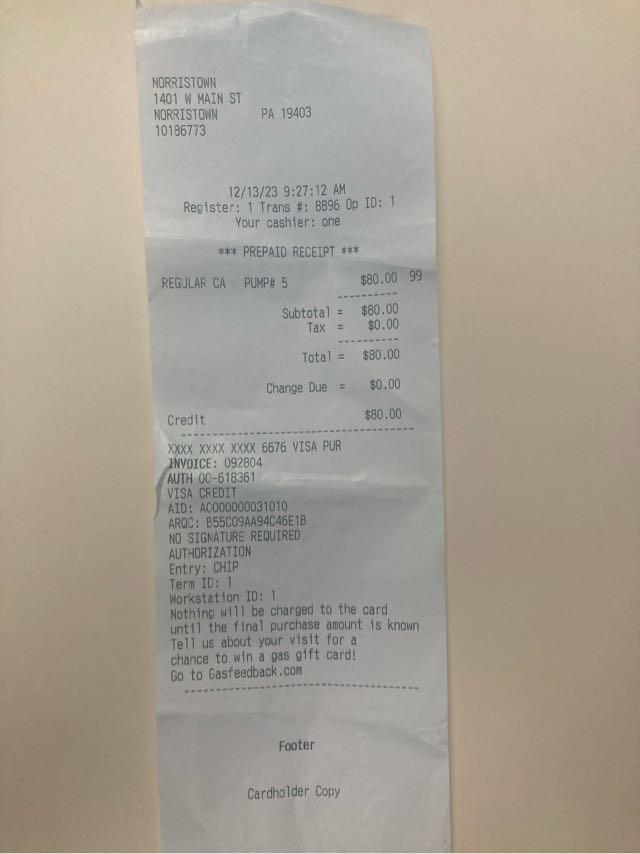 NORRISTOWN
1401 W MAIN ST
NORRISTOWN PA 19403
10186773
12/13/23 9:27:12 AM
Register: 1 Trans #: 8896 Op ID: 1
Your cashier: one
*** PREPAID RECEIPT ***
REGULAR CA PUMP# 5 $80.00 99
----------
Subtotal = $80.00
Tax = $0.00
----------
Total = $80.00
Change Due = $0.00
Credit $80.00
--------------------------------------
XXXX XXXX XXXX 6676 VISA PUR
INVOICE: 092804
AUTH 00-618361
VISA CREDIT
AID: A0000000031010
ARQC: B55C09AA94C46E1B
NO SIGNATURE REQUIRED
AUTHORIZATION
Entry: CHIP
Term ID: 1
Workstation ID: 1
Nothing will be charged to the card
until the final purchase amount is known
Tell us about your visit for a
chance to win a gas gift card!
Go to Gasfeedback.com
--------------------------------------
Footer
Cardholder Copy